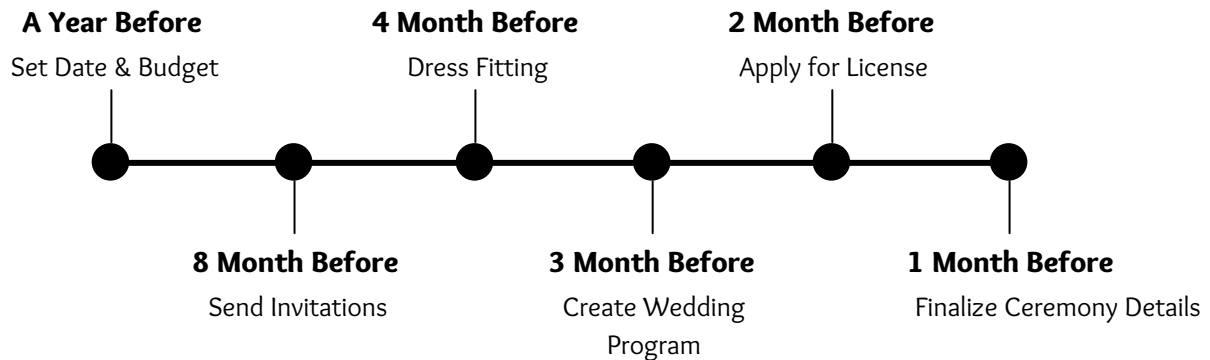 A Year Before
Set Date & Budget
4 Month Before
Dress Fitting
2 Month Before
Apply for License
8 Month Before
Send Invitations
3 Month Before
Create Wedding
Program
1 Month Before
Finalize Ceremony Details